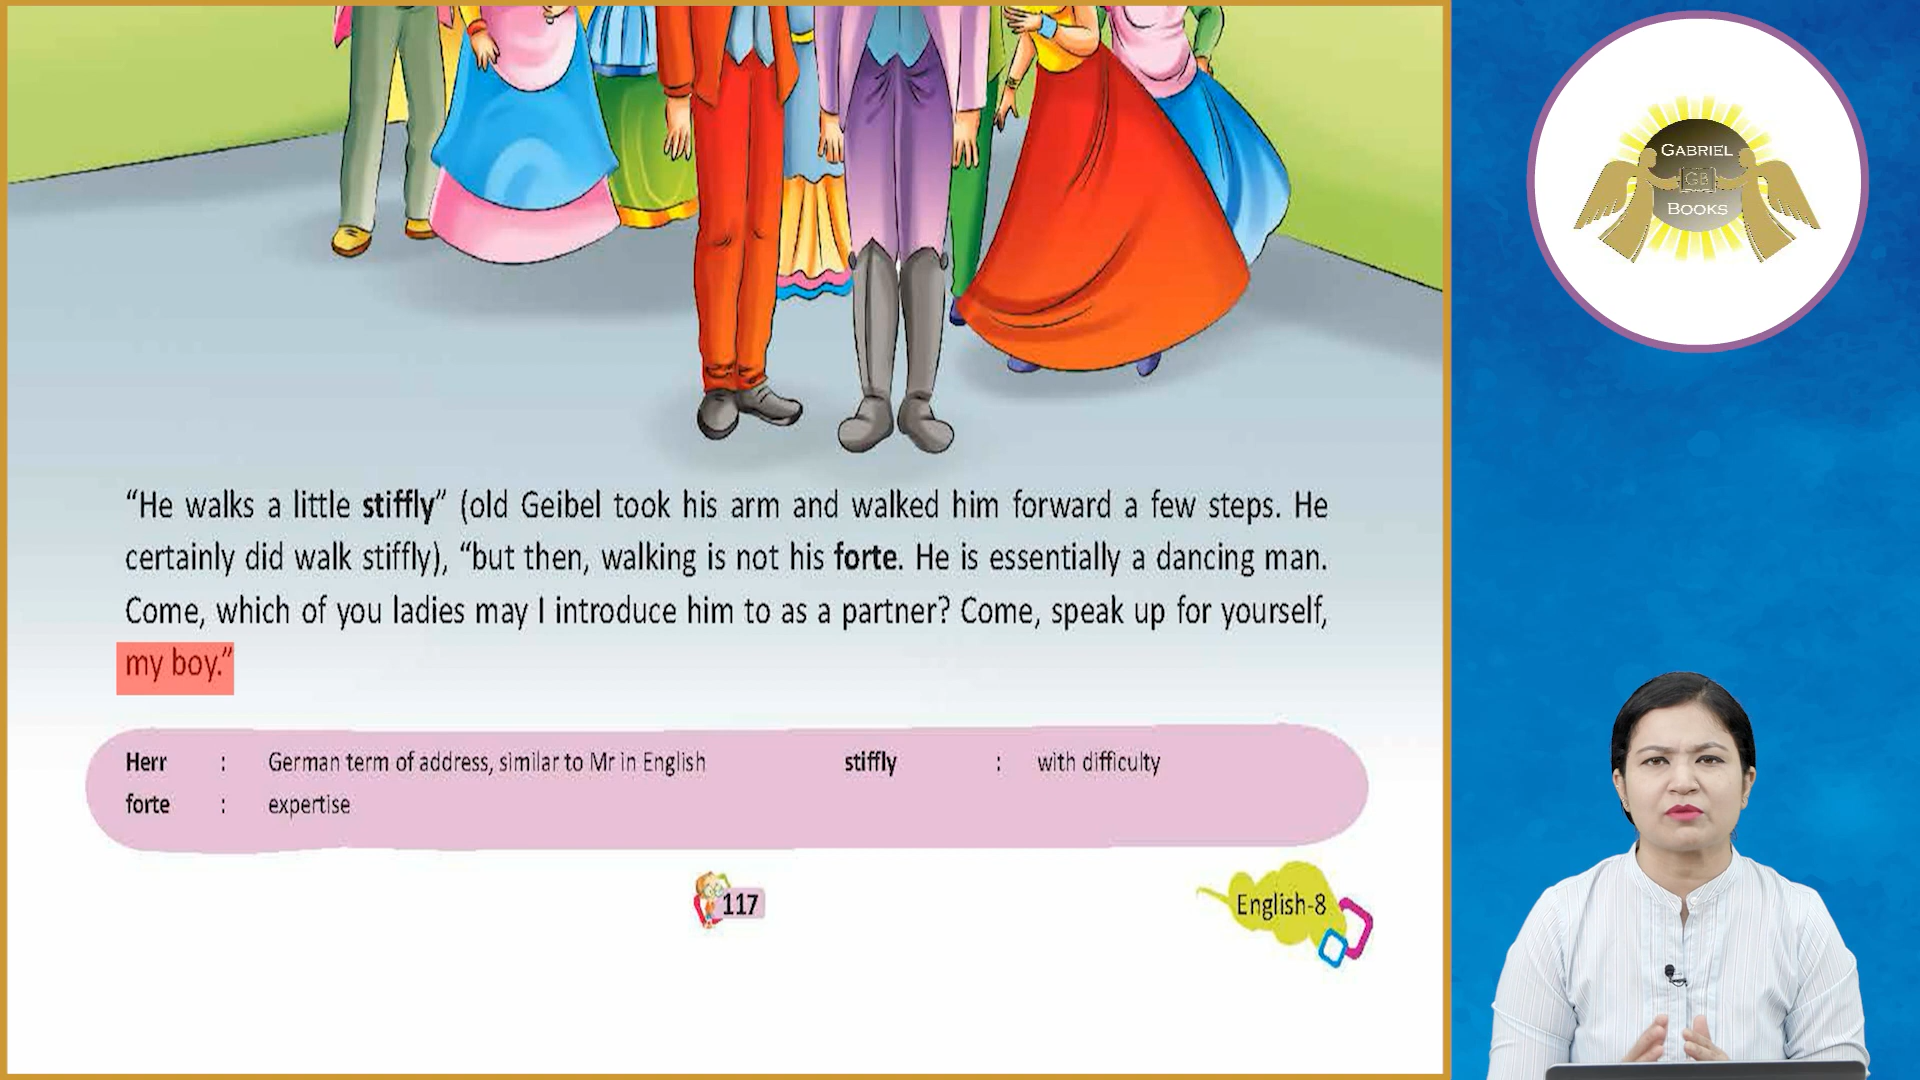 “He walks a little stiffly” (old Geibel took his arm and walked him forward a few steps. He
certainly did walk stiffly), “but then, walking is not his forte. He is essentially a dancing man.
Come, which of you ladies may I introduce him to as a partner? Come, speak up for yourself,
my boy.”
Herr : German term of address, similar to Mr in English stiffly : with difficulty
forte : expertise
117
English-8
GABRIEL
GB
BOOKS